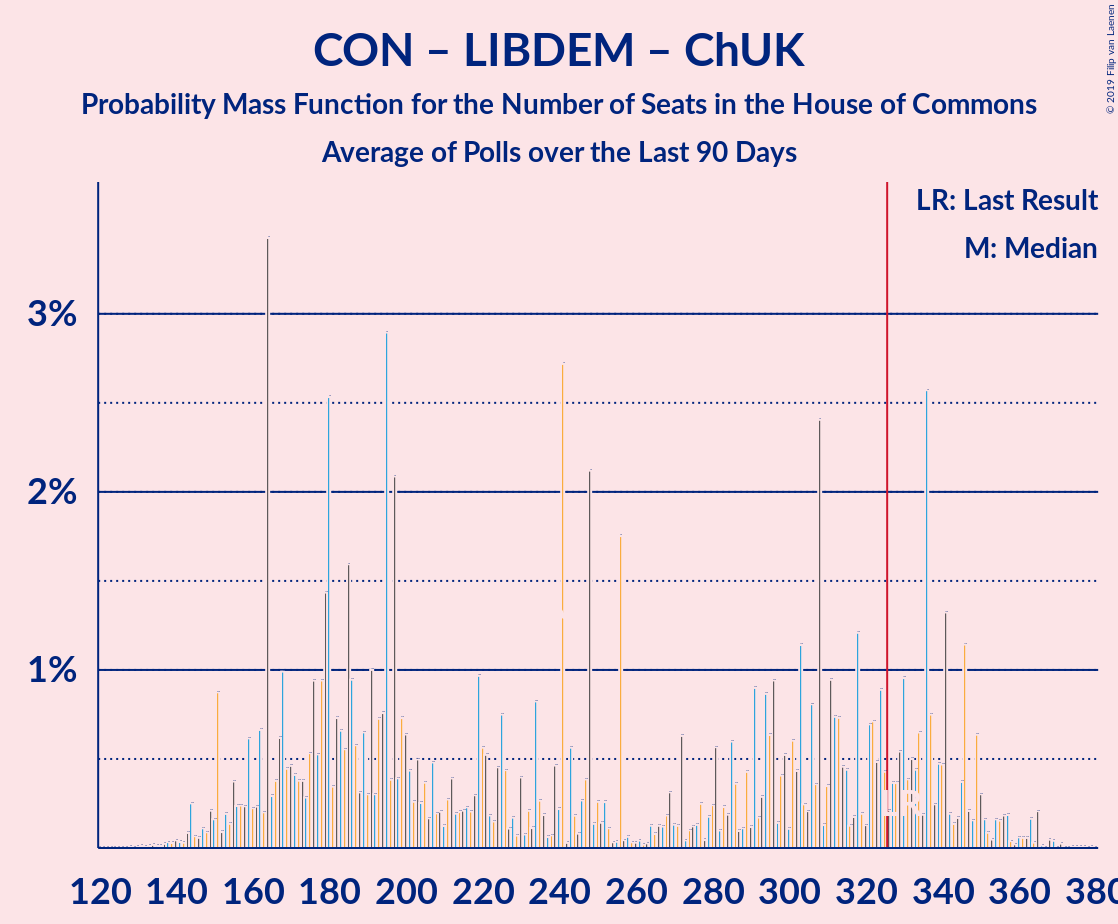 CON – LIBDEM – ChUK
Probability Mass Function for the Number of Seats in the House of Commons
Average of Polls over the Last 90 Days
© 2019 Filip van Laenen
LR: Last Result
M: Median
3%
2%
1%
120 140 160 180 200 220 240 260 280 300 320 340 360 380